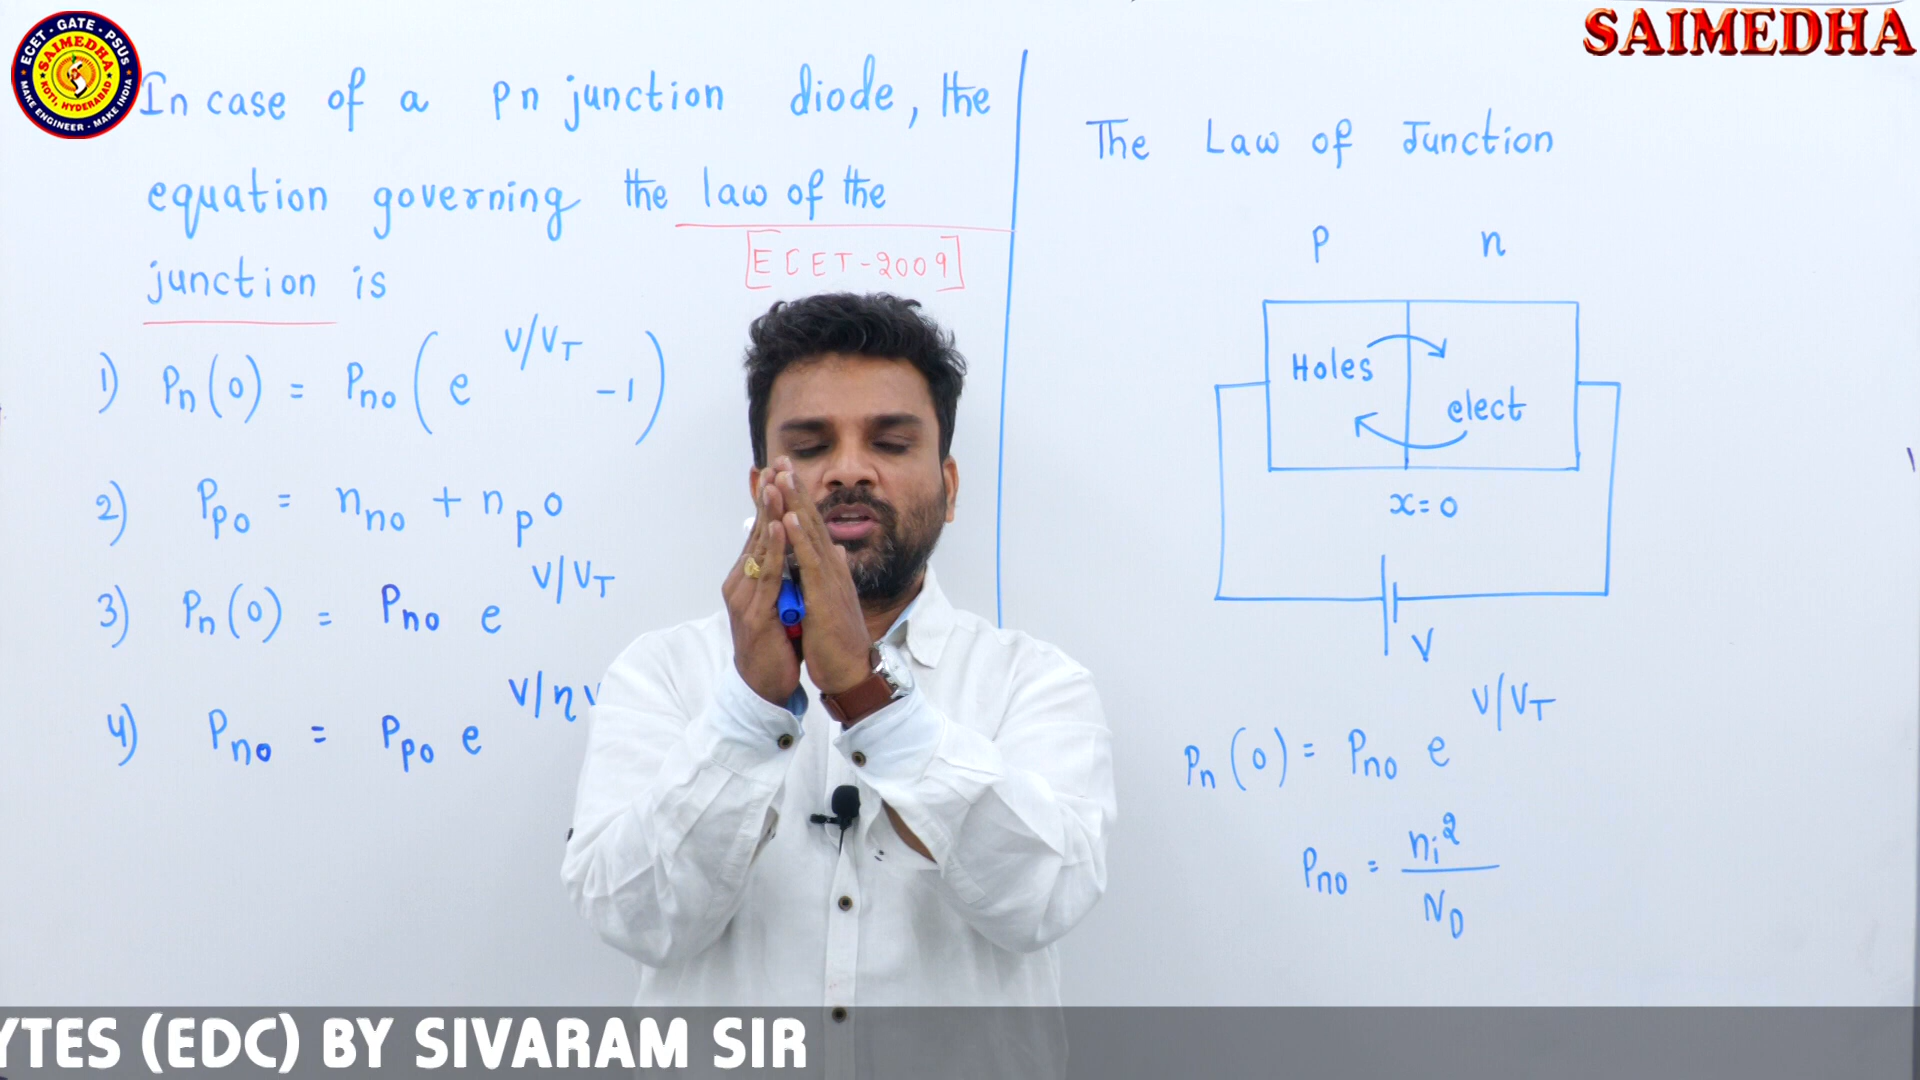 ECET - GATE - PSUS
SAIMEDHA
KOTI, HYDERABAD
MAKE ENGINEER - MAKE INDIA
SAIMEDHA
In case of a pn junction diode, the
equation governing the law of the
junction is
[ECET-2009]
1) Pn(0) = Pno (e^V/VT - 1)
2) Ppo = nno + npo
3) Pn(0) = Pno e^V/VT
4) Pno = Ppo e^V/η
The Law of Junction
p n
Holes
elect
x=0
V
Pn(0) = Pno e^V/VT
Pno = ni²/ND
YTES (EDC) BY SIVARAM SIR